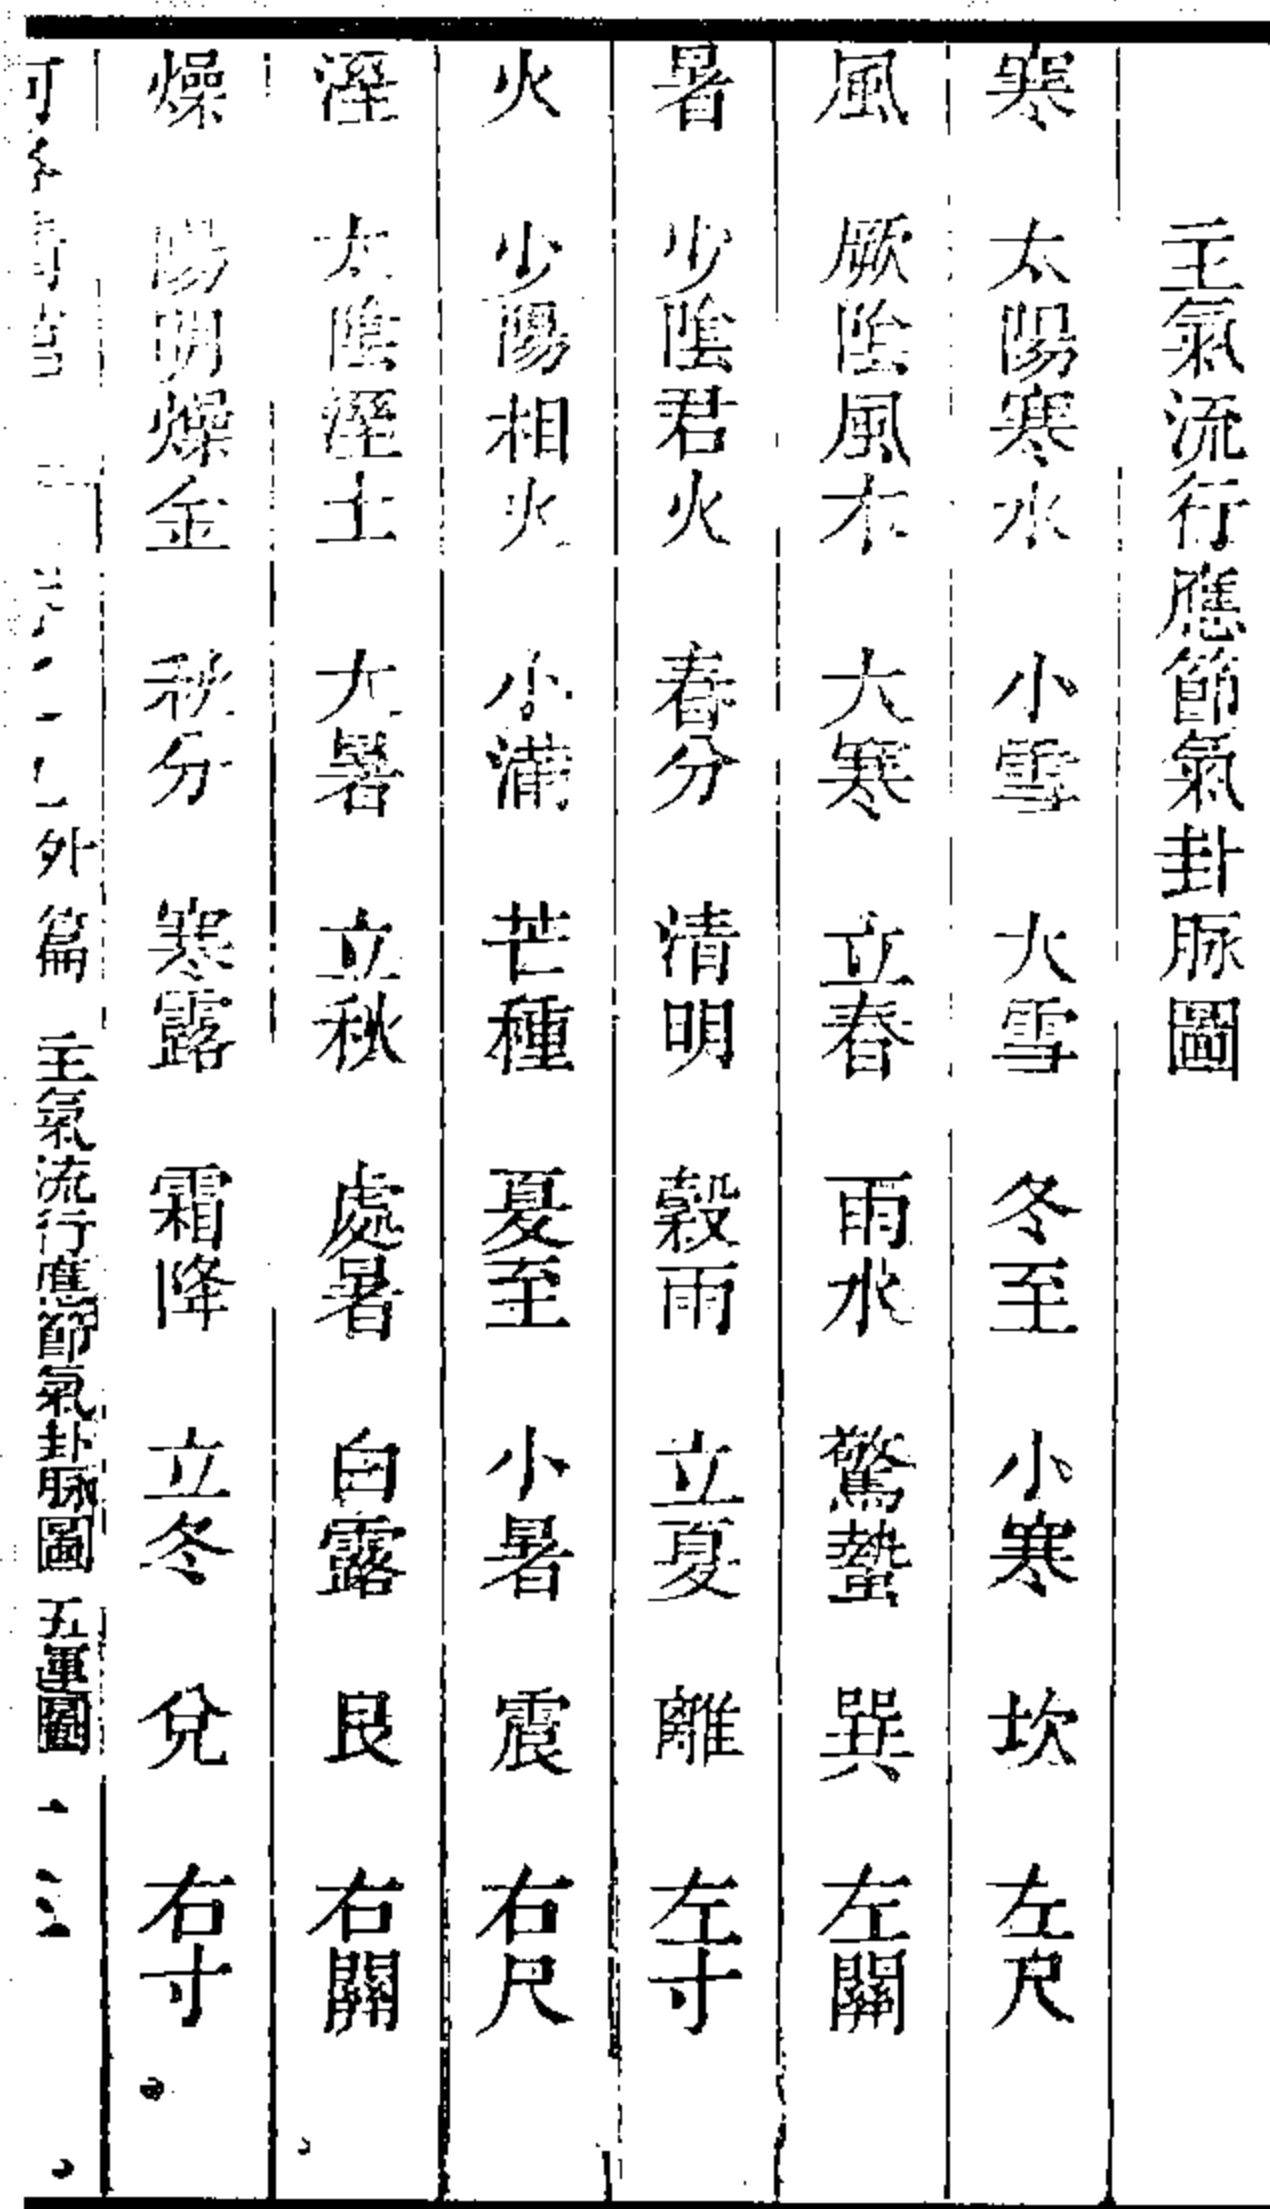 主氣流行應節氣卦脉圖
寒 太陽寒水 小雪 大雪 冬至 小寒 坎 左尺
風 厥陰風木 大寒 立春 雨水 驚蟄 巽 左關
暑 少陰君火 春分 清明 穀雨 立夏 離 左寸
火 少陽相火 小滿 芒種 夏至 小暑 震 右尺
溼 太陰溼土 大暑 立秋 處暑 白露 艮 右關
燥 陽明燥金 秋分 寒露 霜降 立冬 兌 右寸
外篇 主氣流行應節氣卦脉圖 五運圖